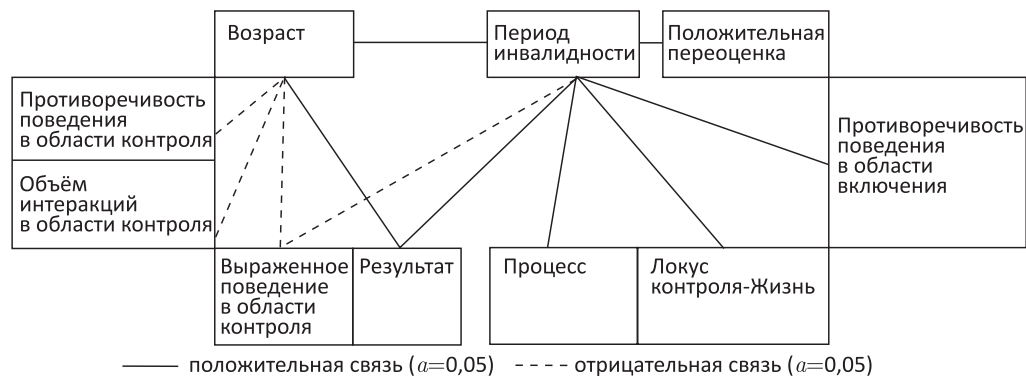 Возраст
Период
инвалидности
Положительная
переоценка
Противоречивость
поведения
в области контроля
Объём
интеракций
в области контроля
Противоречивость
поведения
в области
включения
Выраженное
поведение
в области
контроля
Результат
Процесс
Локус
контроля-Жизнь
положительная связь (a=0,05)
отрицательная связь (a=0,05)